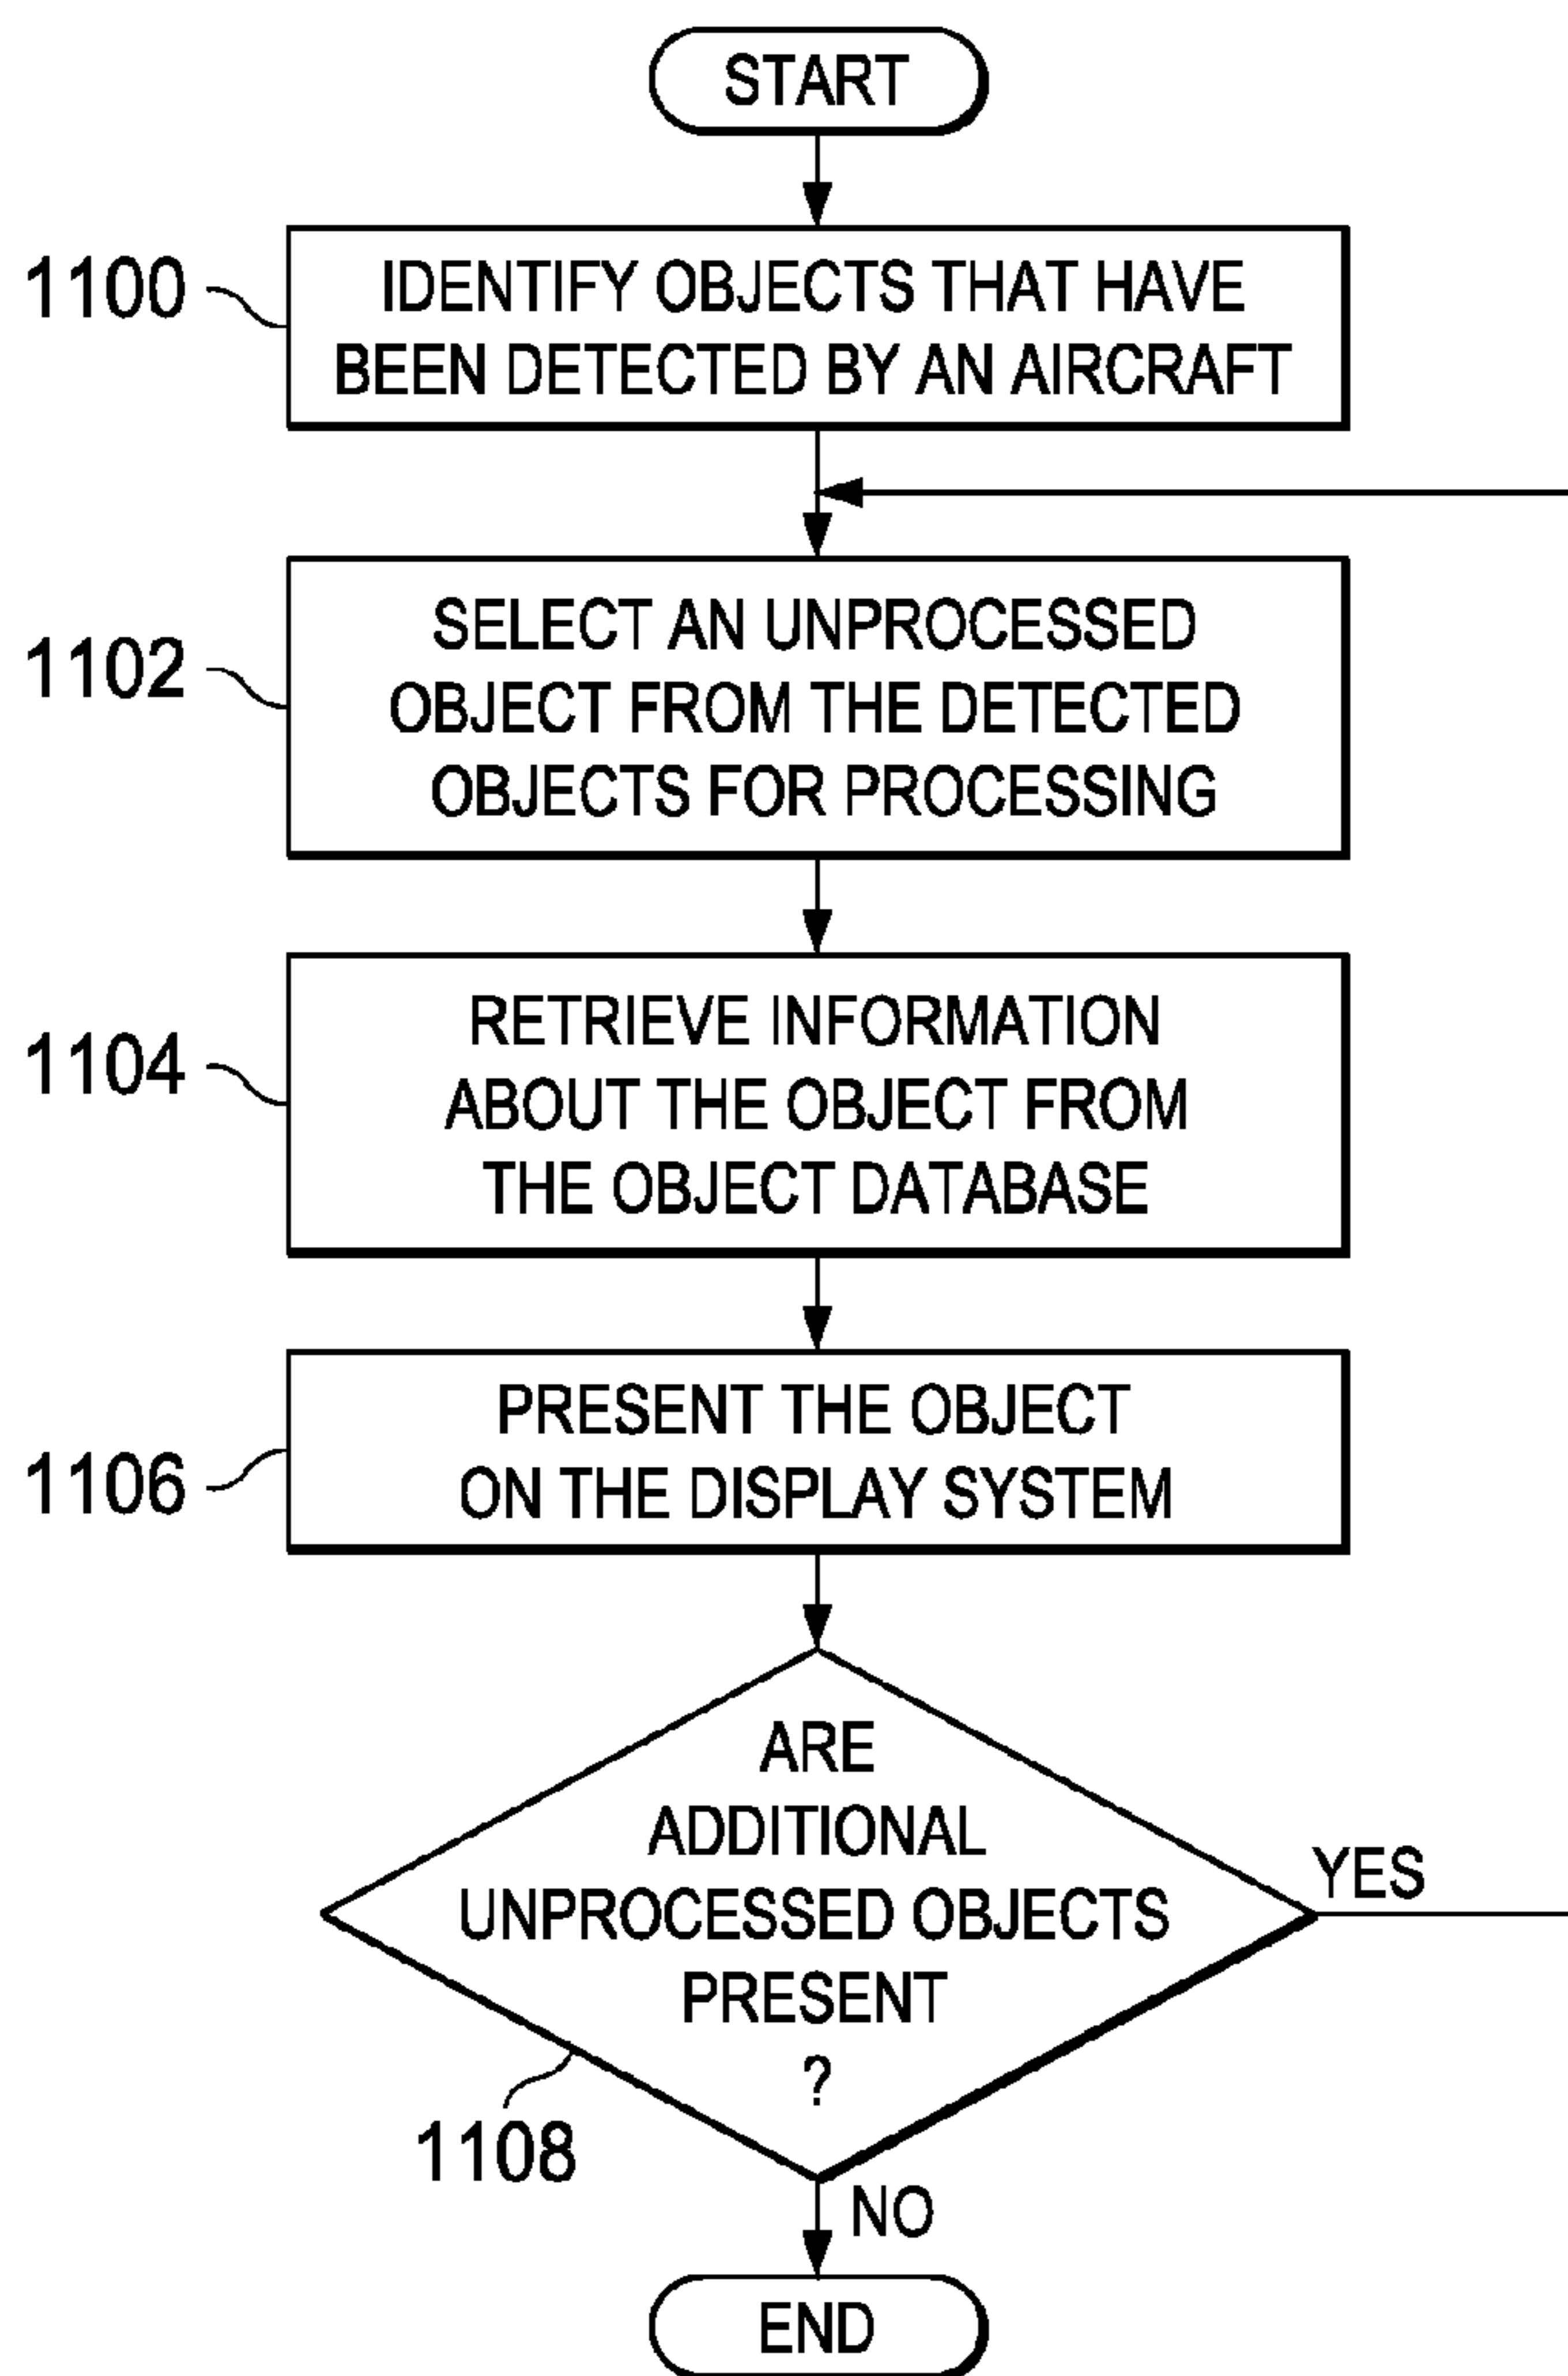 START
1100
IDENTIFY OBJECTS THAT HAVE
BEEN DETECTED BY AN AIRCRAFT
1102
SELECT AN UNPROCESSED
OBJECT FROM THE DETECTED
OBJECTS FOR PROCESSING
1104
RETRIEVE INFORMATION
ABOUT THE OBJECT FROM
THE OBJECT DATABASE
1106
PRESENT THE OBJECT
ON THE DISPLAY SYSTEM
ARE
ADDITIONAL
UNPROCESSED OBJECTS
PRESENT
?
YES
1108
NO
END